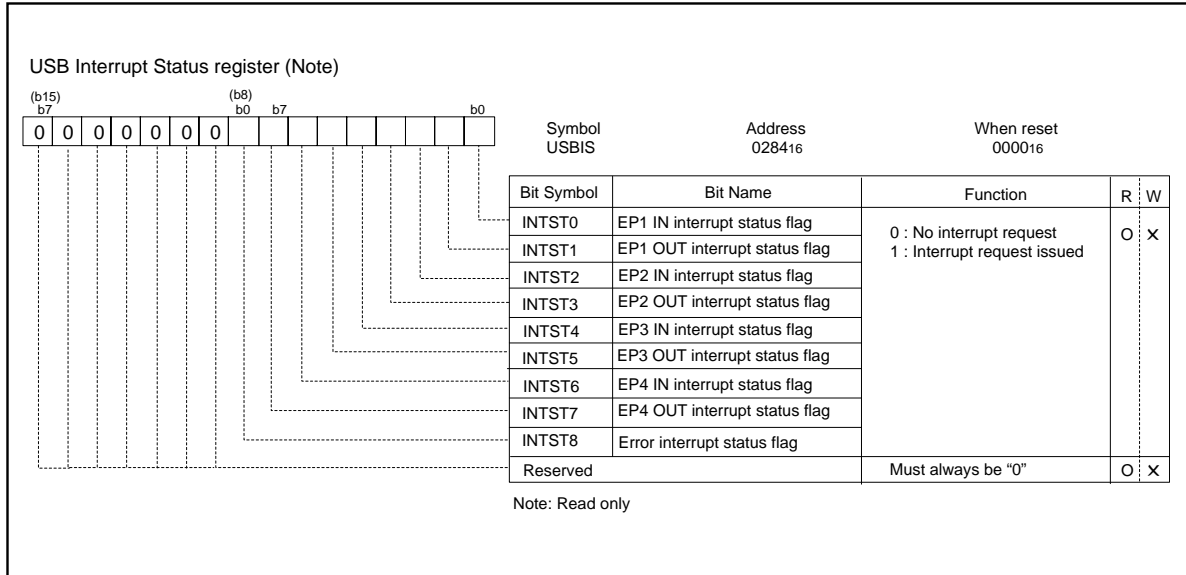 USB Interrupt Status register (Note)
(b15) (b8)
b7 b0 b7 b0
0 0 0 0 0 0 0
Symbol Address When reset
USBIS 028416 000016
Bit Symbol Bit Name Function R W
INTST0 EP1 IN interrupt status flag 0 : No interrupt request O X
INTST1 EP1 OUT interrupt status flag 1 : Interrupt request issued
INTST2 EP2 IN interrupt status flag
INTST3 EP2 OUT interrupt status flag
INTST4 EP3 IN interrupt status flag
INTST5 EP3 OUT interrupt status flag
INTST6 EP4 IN interrupt status flag
INTST7 EP4 OUT interrupt status flag
INTST8 Error interrupt status flag
Reserved Must always be “0” O X
Note: Read only